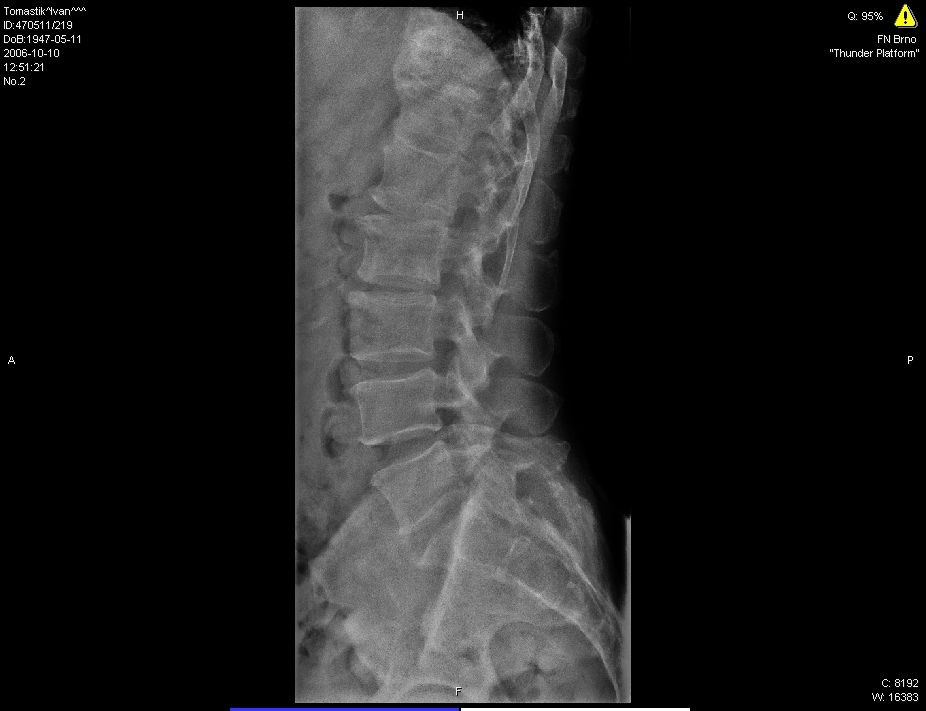 Tomastik^Ivan^^^
ID:470511/219
DoB:1947-05-11
2006-10-10
12:51:21
No.2
H
Q: 95%
FN Brno
"Thunder Platform"
A
P
F
C: 8192
W: 16383